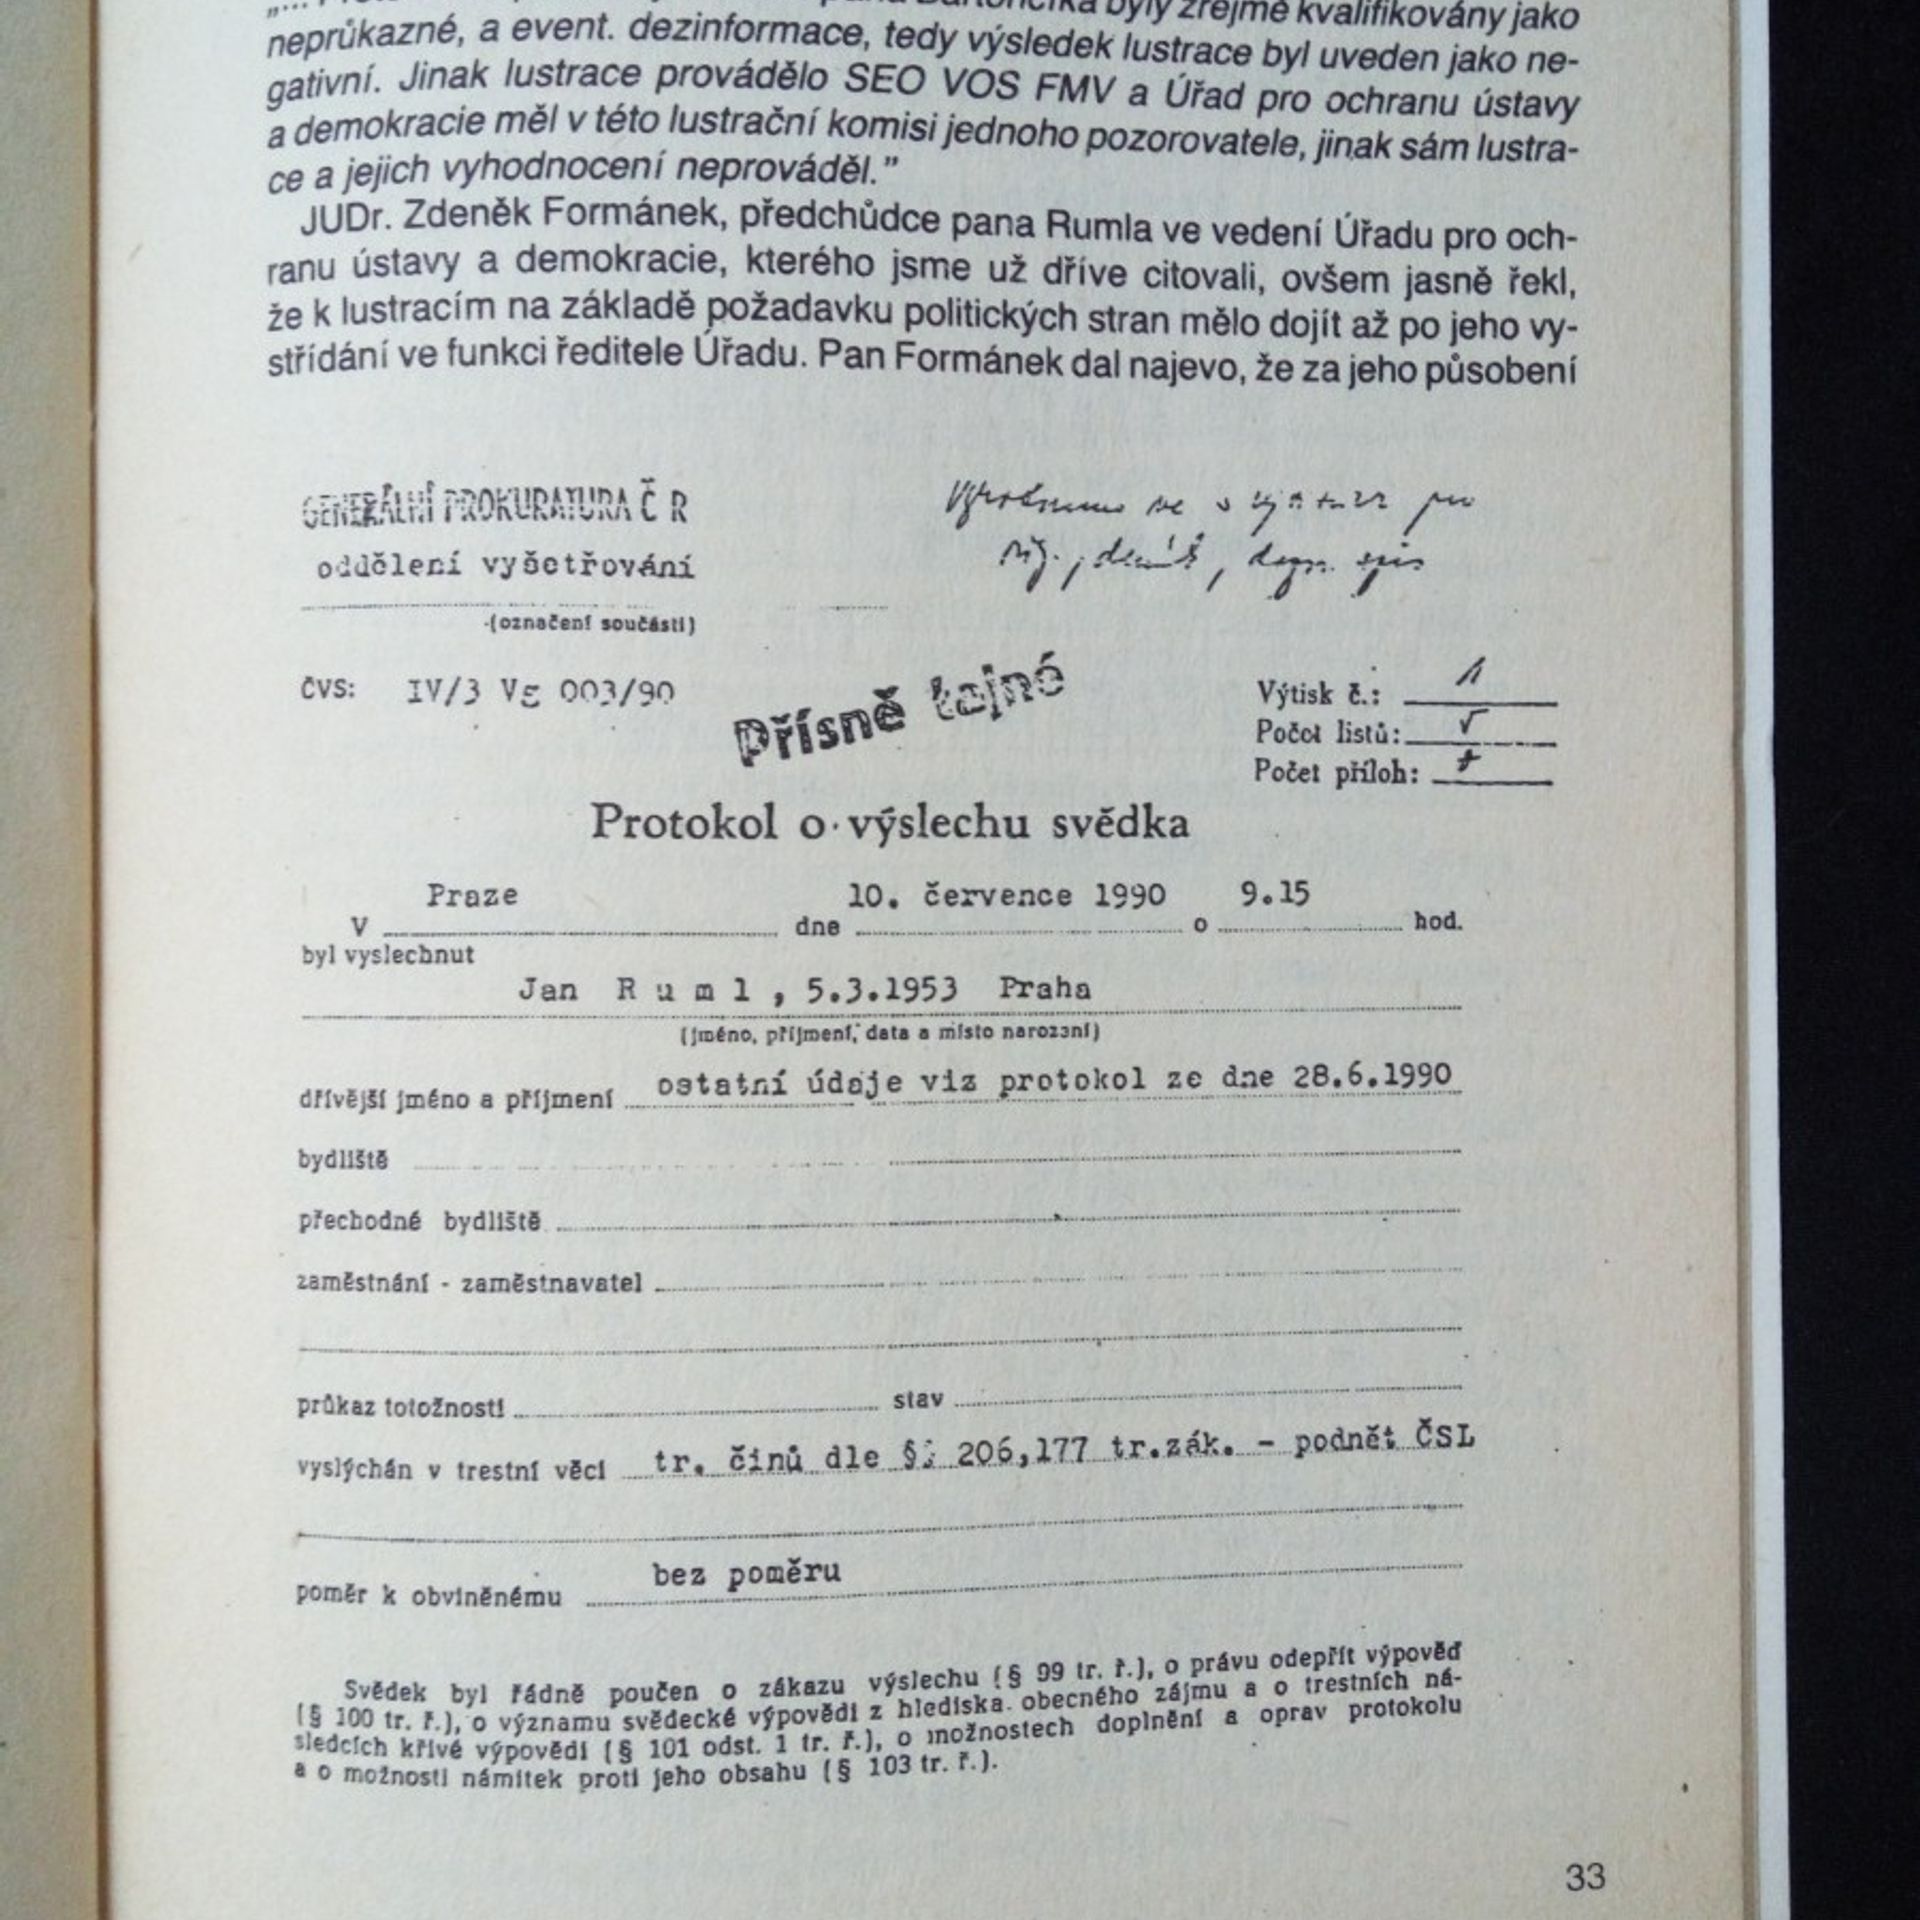 byly zřejmě kvalifikovány jako
neprůkazné, a event. dezinformace, tedy výsledek lustrace byl uveden jako ne-
gativní. Jinak lustrace provádělo SEO VOS FMV a Úřad pro ochranu ústavy
a demokracie měl v této lustrační komisi jednoho pozorovatele, jinak sám lustra-
ce a jejich vyhodnocení neprováděl."
JUDr. Zdeněk Formánek, předchůdce pana Rumla ve vedení Úřadu pro och-
ranu ústavy a demokracie, kterého jsme už dříve citovali, ovšem jasně řekl,
že k lustracím na základě požadavku politických stran mělo dojít až po jeho vy-
střídání ve funkci ředitele Úřadu. Pan Formánek dal najevo, že za jeho působení
GENERÁLNÍ PROKURATURA Č R
oddělení vyšetřování
(označení součásti)
ČVS: IV/3 Vg 003/90
Přísně tajné
Výtisk č.: 1
Počet listů:
Počet příloh:
Protokol o výslechu svědka
V Praze dne 10. července 1990 o 9.15 hod.
byl vyslechnut
Jan R u m l , 5.3.1953 Praha
(jméno, příjmení, data a místo narození)
dřívější jméno a příjmení ostatní údaje viz protokol ze dne 28.6.1990
bydliště
přechodné bydliště
zaměstnání - zaměstnavatel
průkaz totožnosti stav
vyslýchán v trestní věci tr. činů dle §§ 206,177 tr.zák. - podnět ČSL
poměr k obviněnému bez poměru
Svědek byl řádně poučen o zákazu výslechu (§ 99 tr. ř.), o právu odepřít výpověď
(§ 100 tr. ř.), o významu svědecké výpovědi z hlediska obecného zájmu a o trestních ná-
sledcích křivé výpovědi (§ 101 odst. 1 tr. ř.), o možnostech doplnění a oprav protokolu
a o možnosti námitek proti jeho obsahu (§ 103 tr. ř.).
33